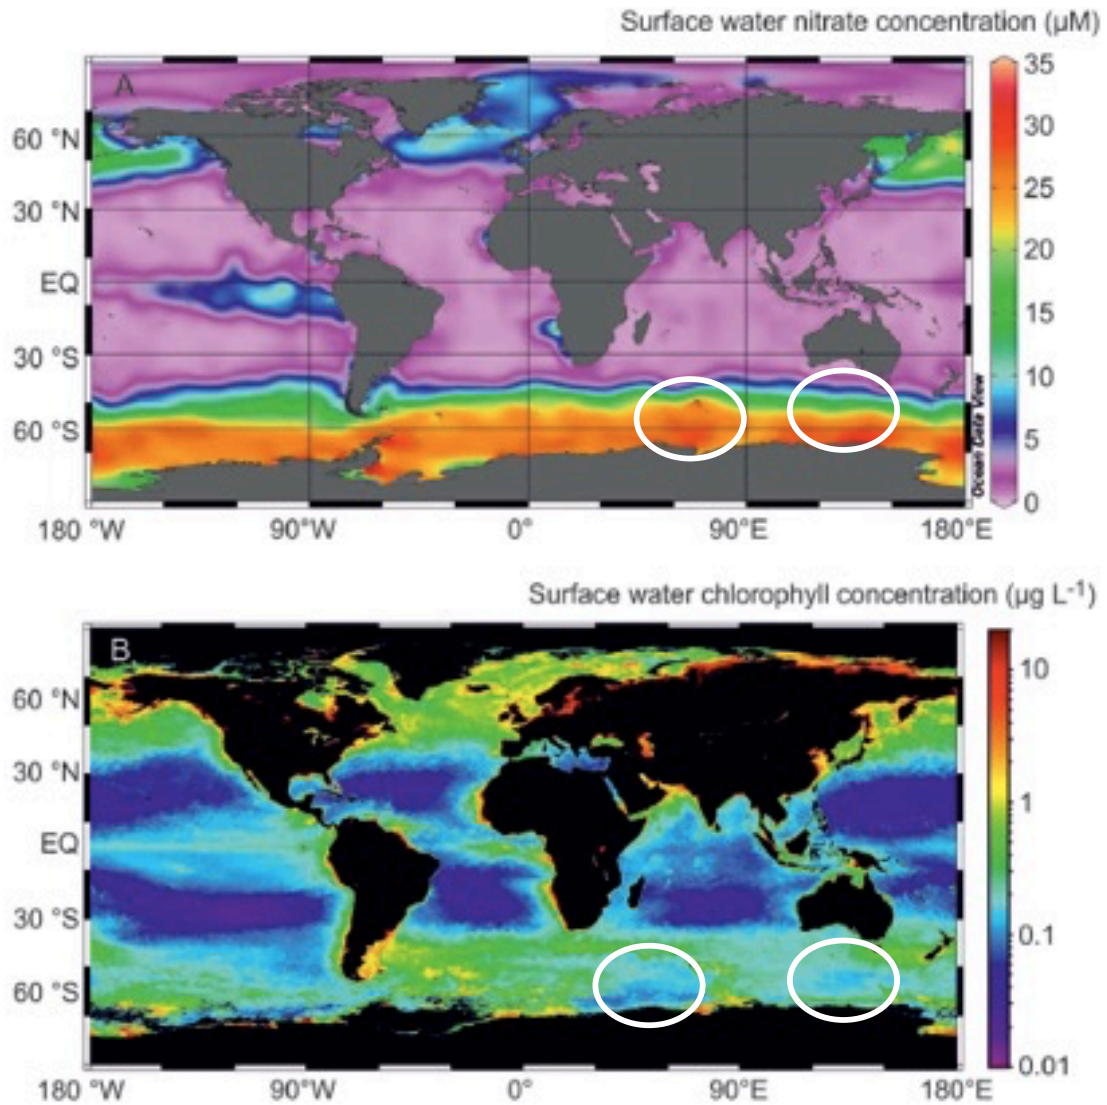 Surface water nitrate concentration (µM)
A
35
60 °N
30
25
30 °N
20
EQ
15
30 °S
10
60 °S
5
Ocean Data View
0
180 °W
90°W
0°
90°E
180°E
Surface water chlorophyll concentration (µg L-1)
B
10
60 °N
30 °N
1
EQ
0.1
30 °S
60 °S
0.01
180 °W
90°W
0°
90°E
180°E